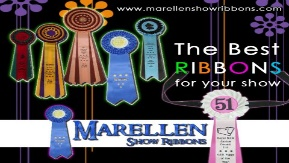 www.marellenshowribbons.com
The Best
RIBBONS
for your show
51
MARELLEN
SHOW RIBBONS